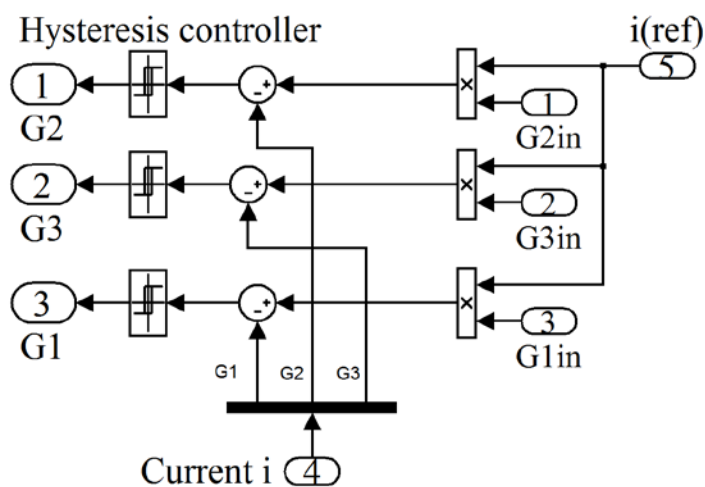 Hysteresis controller
i(ref)
1
× 
5
- +
1
G2
G2in
2
- +
×
2
G3
G3in
3
- +
×
3
G1
G1in
G1 G2 G3
Current i 4